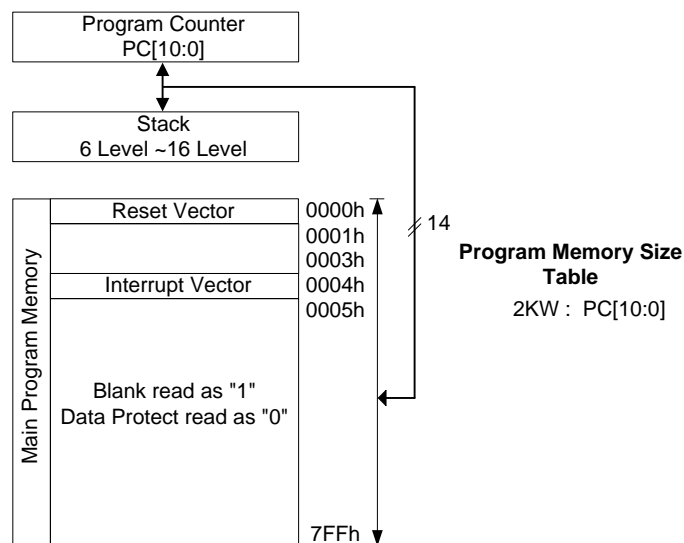 Program Counter
PC[10:0]
Stack
6 Level ~16 Level
Main Program Memory
Reset Vector
0000h
0001h
0003h
Interrupt Vector
0004h
0005h
Blank read as "1"
Data Protect read as "0"
7FFh
14
Program Memory Size
Table
2KW : PC[10:0]